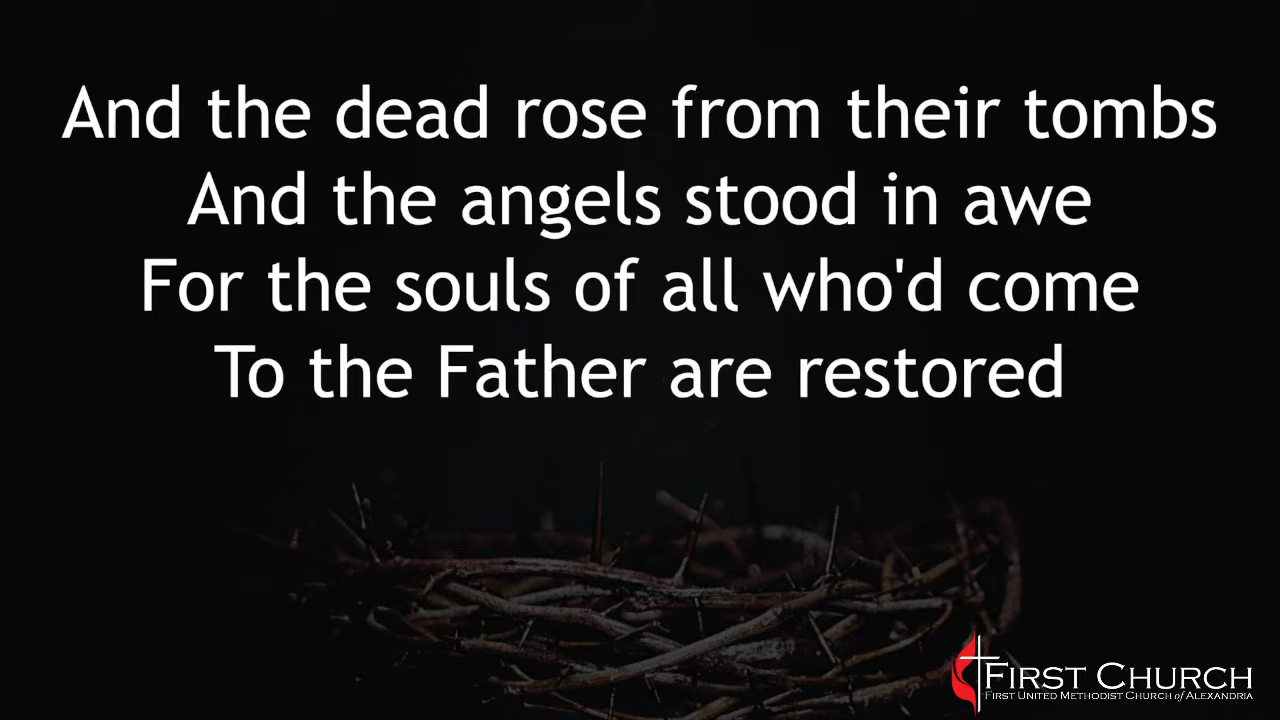 And the dead rose from their tombs
And the angels stood in awe
For the souls of all who'd come
To the Father are restored
FIRST CHURCH
FIRST UNITED METHODIST CHURCH of ALEXANDRIA